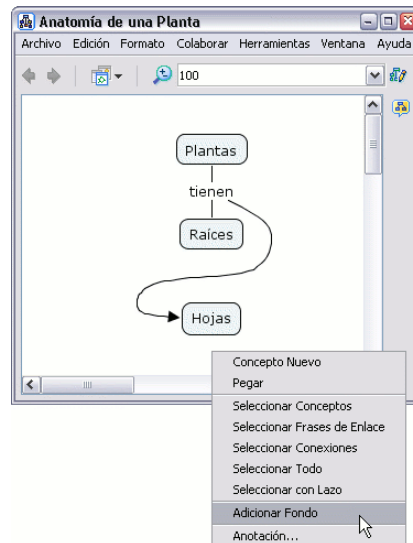 Anatomía de una Planta
Archivo Edición Formato Colaborar Herramientas Ventana Ayuda
100
Plantas
tienen
Raíces
Hojas
Concepto Nuevo
Pegar
Seleccionar Conceptos
Seleccionar Frases de Enlace
Seleccionar Conexiones
Seleccionar Todo
Seleccionar con Lazo
Adicionar Fondo
Anotación...